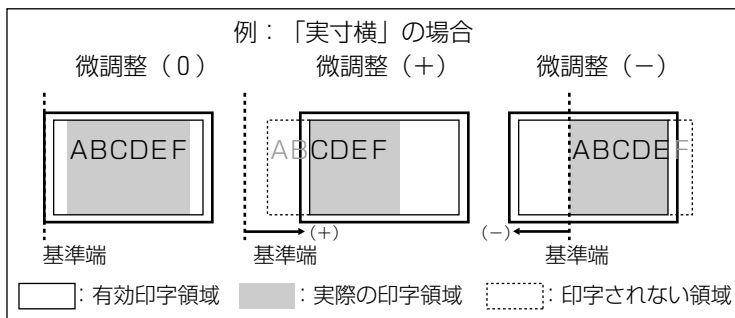 例：「実寸横」の場合
微調整（0） 微調整（＋） 微調整（－）
ABCDEF ABCDEF ABCDEF
（＋） （－）
基準端 基準端 基準端
：有効印字領域 ：実際の印字領域 ：印字されない領域